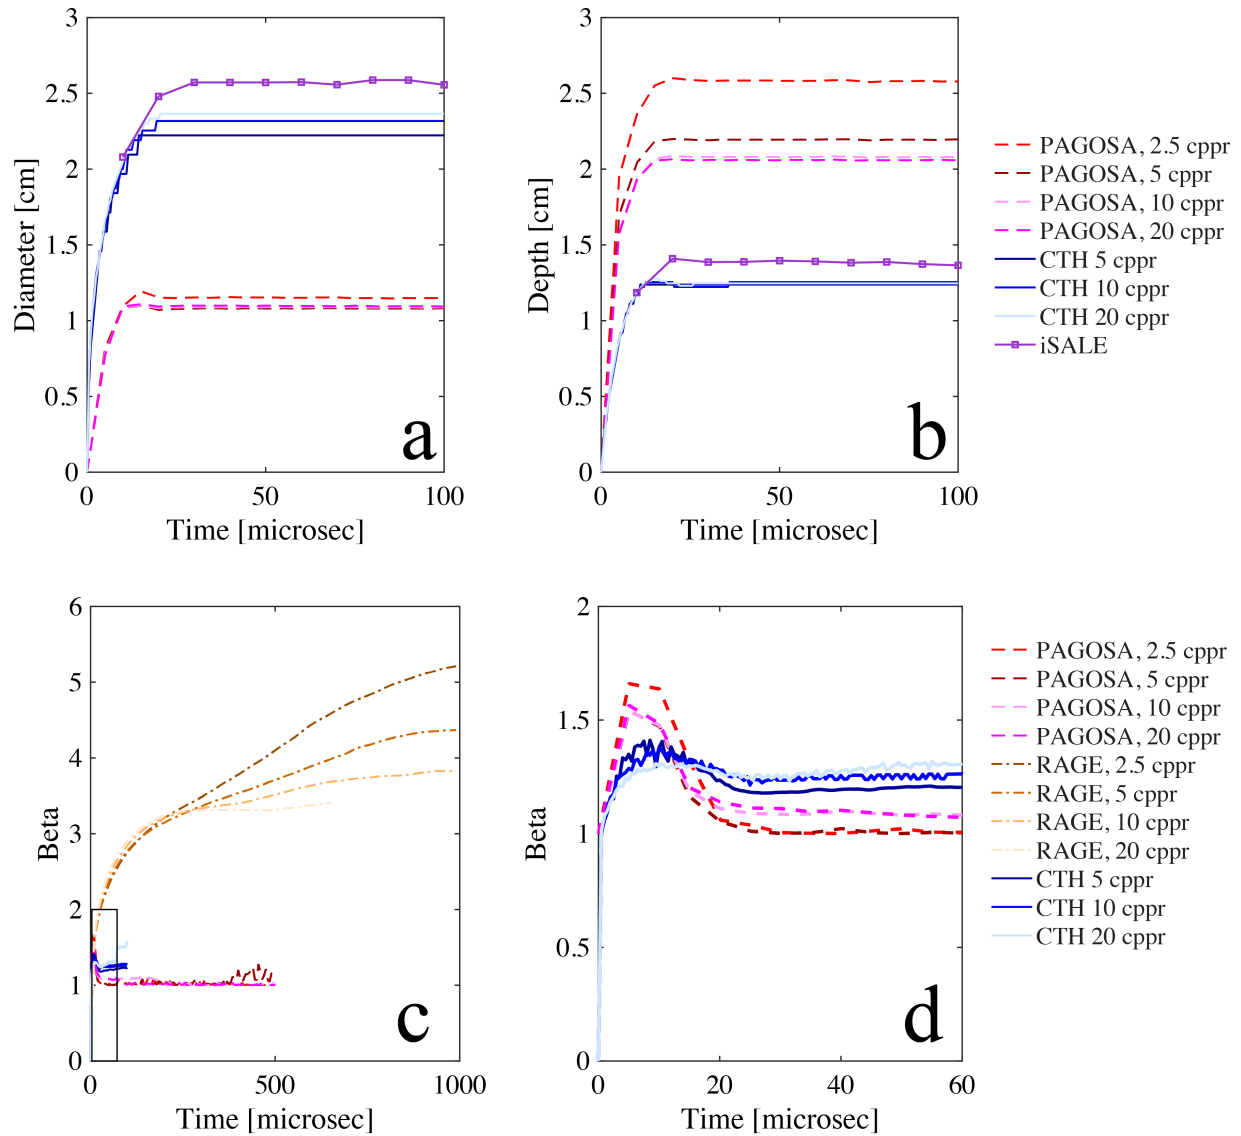 3
2.5
2
1.5
1
0.5
0
Diameter [cm]
0
50
100
Time [microsec]
a
3
2.5
2
1.5
1
0.5
0
Depth [cm]
0
50
100
Time [microsec]
b
PAGOSA, 2.5 cppr
PAGOSA, 5 cppr
PAGOSA, 10 cppr
PAGOSA, 20 cppr
CTH 5 cppr
CTH 10 cppr
CTH 20 cppr
iSALE
6
5
4
3
2
1
0
Beta
0
500
1000
Time [microsec]
c
2
1.5
1
0.5
0
Beta
0
20
40
60
Time [microsec]
d
PAGOSA, 2.5 cppr
PAGOSA, 5 cppr
PAGOSA, 10 cppr
PAGOSA, 20 cppr
RAGE, 2.5 cppr
RAGE, 5 cppr
RAGE, 10 cppr
RAGE, 20 cppr
CTH 5 cppr
CTH 10 cppr
CTH 20 cppr